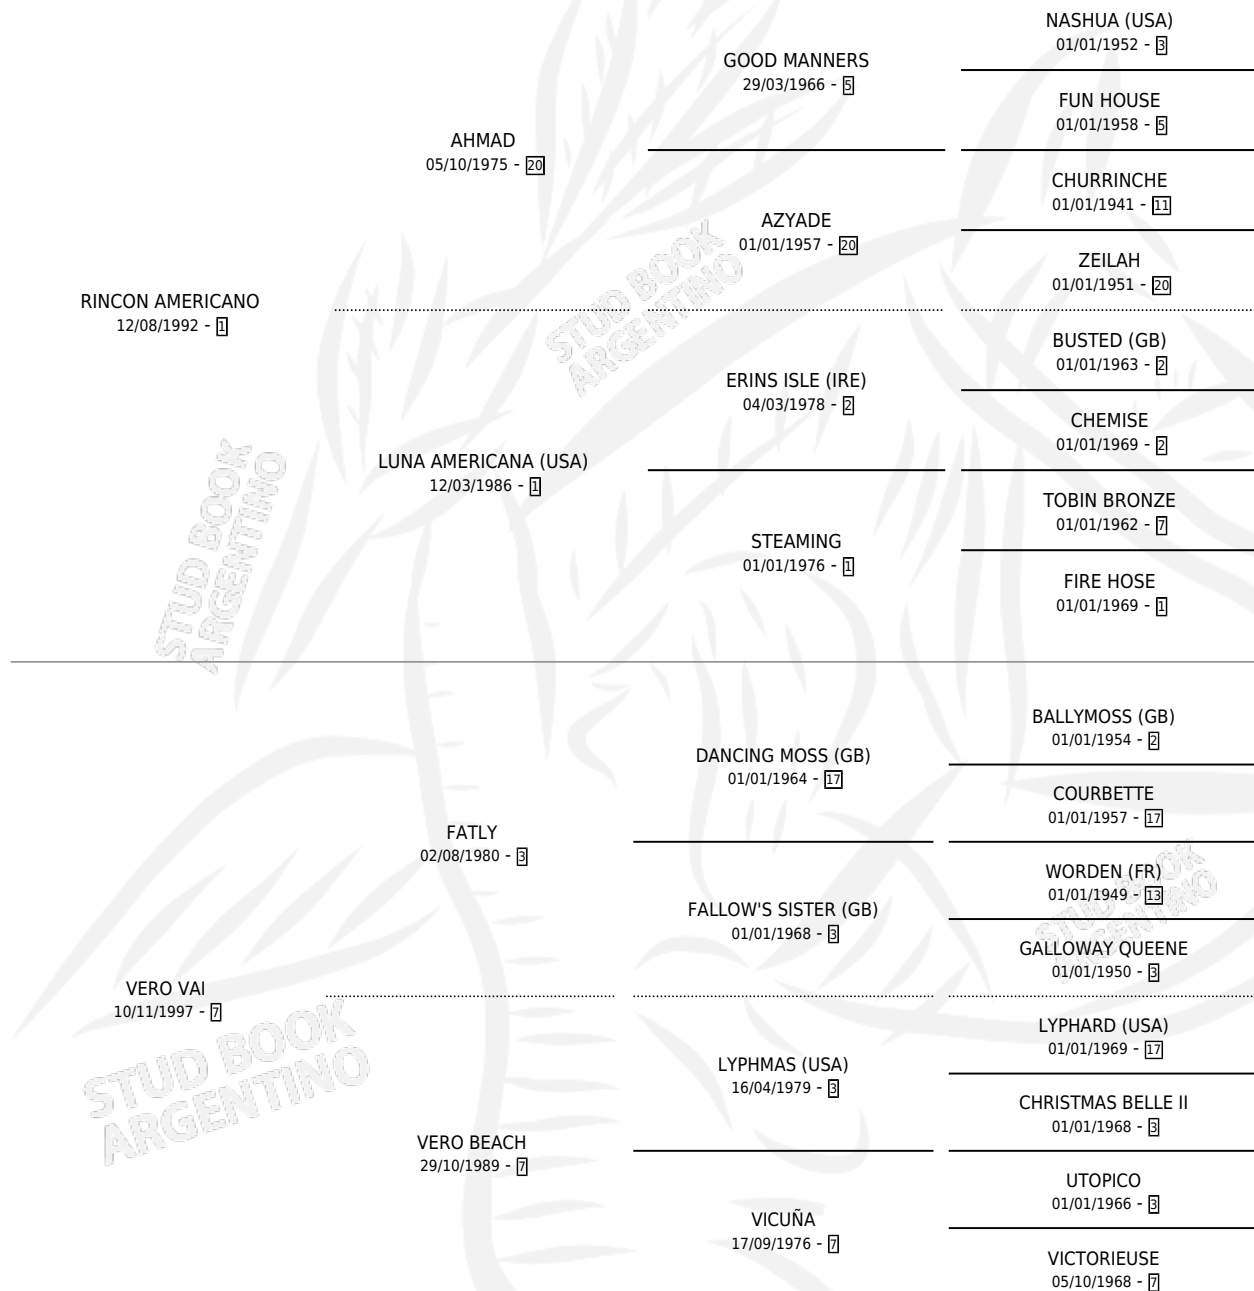 NASHUA (USA)
01/01/1952 - 3
GOOD MANNERS
29/03/1966 - 5
FUN HOUSE
01/01/1958 - 5
AHMAD
05/10/1975 - 20
CHURRINCHE
01/01/1941 - 11
AZYADE
01/01/1957 - 20
ZEILAH
01/01/1951 - 20
STUD BOOK
ARGENTINO
RINCON AMERICANO
12/08/1992 - 1
BUSTED (GB)
01/01/1963 - 2
ERINS ISLE (IRE)
04/03/1978 - 2
CHEMISE
01/01/1969 - 2
LUNA AMERICANA (USA)
12/03/1986 - 1
TOBIN BRONZE
01/01/1962 - 7
STEAMING
01/01/1976 - 1
FIRE HOSE
01/01/1969 - 1
STUD BOOK
ARGENTINO
BALLYMOSS (GB)
01/01/1954 - 2
DANCING MOSS (GB)
01/01/1964 - 17
COURBETTE
01/01/1957 - 17
FATLY
02/08/1980 - 3
WORDEN (FR)
01/01/1949 - 13
FALLOW'S SISTER (GB)
01/01/1968 - 3
GALLOWAY QUEENE
01/01/1950 - 3
STUD BOOK
ARGENTINO
VERO VAI
10/11/1997 - 7
LYPHARD (USA)
01/01/1969 - 17
LYPHMAS (USA)
16/04/1979 - 3
CHRISTMAS BELLE II
01/01/1968 - 3
STUD BOOK
ARGENTINO
VERO BEACH
29/10/1989 - 7
UTOPICO
01/01/1966 - 3
VICUÑA
17/09/1976 - 7
VICTORIEUSE
05/10/1968 - 7